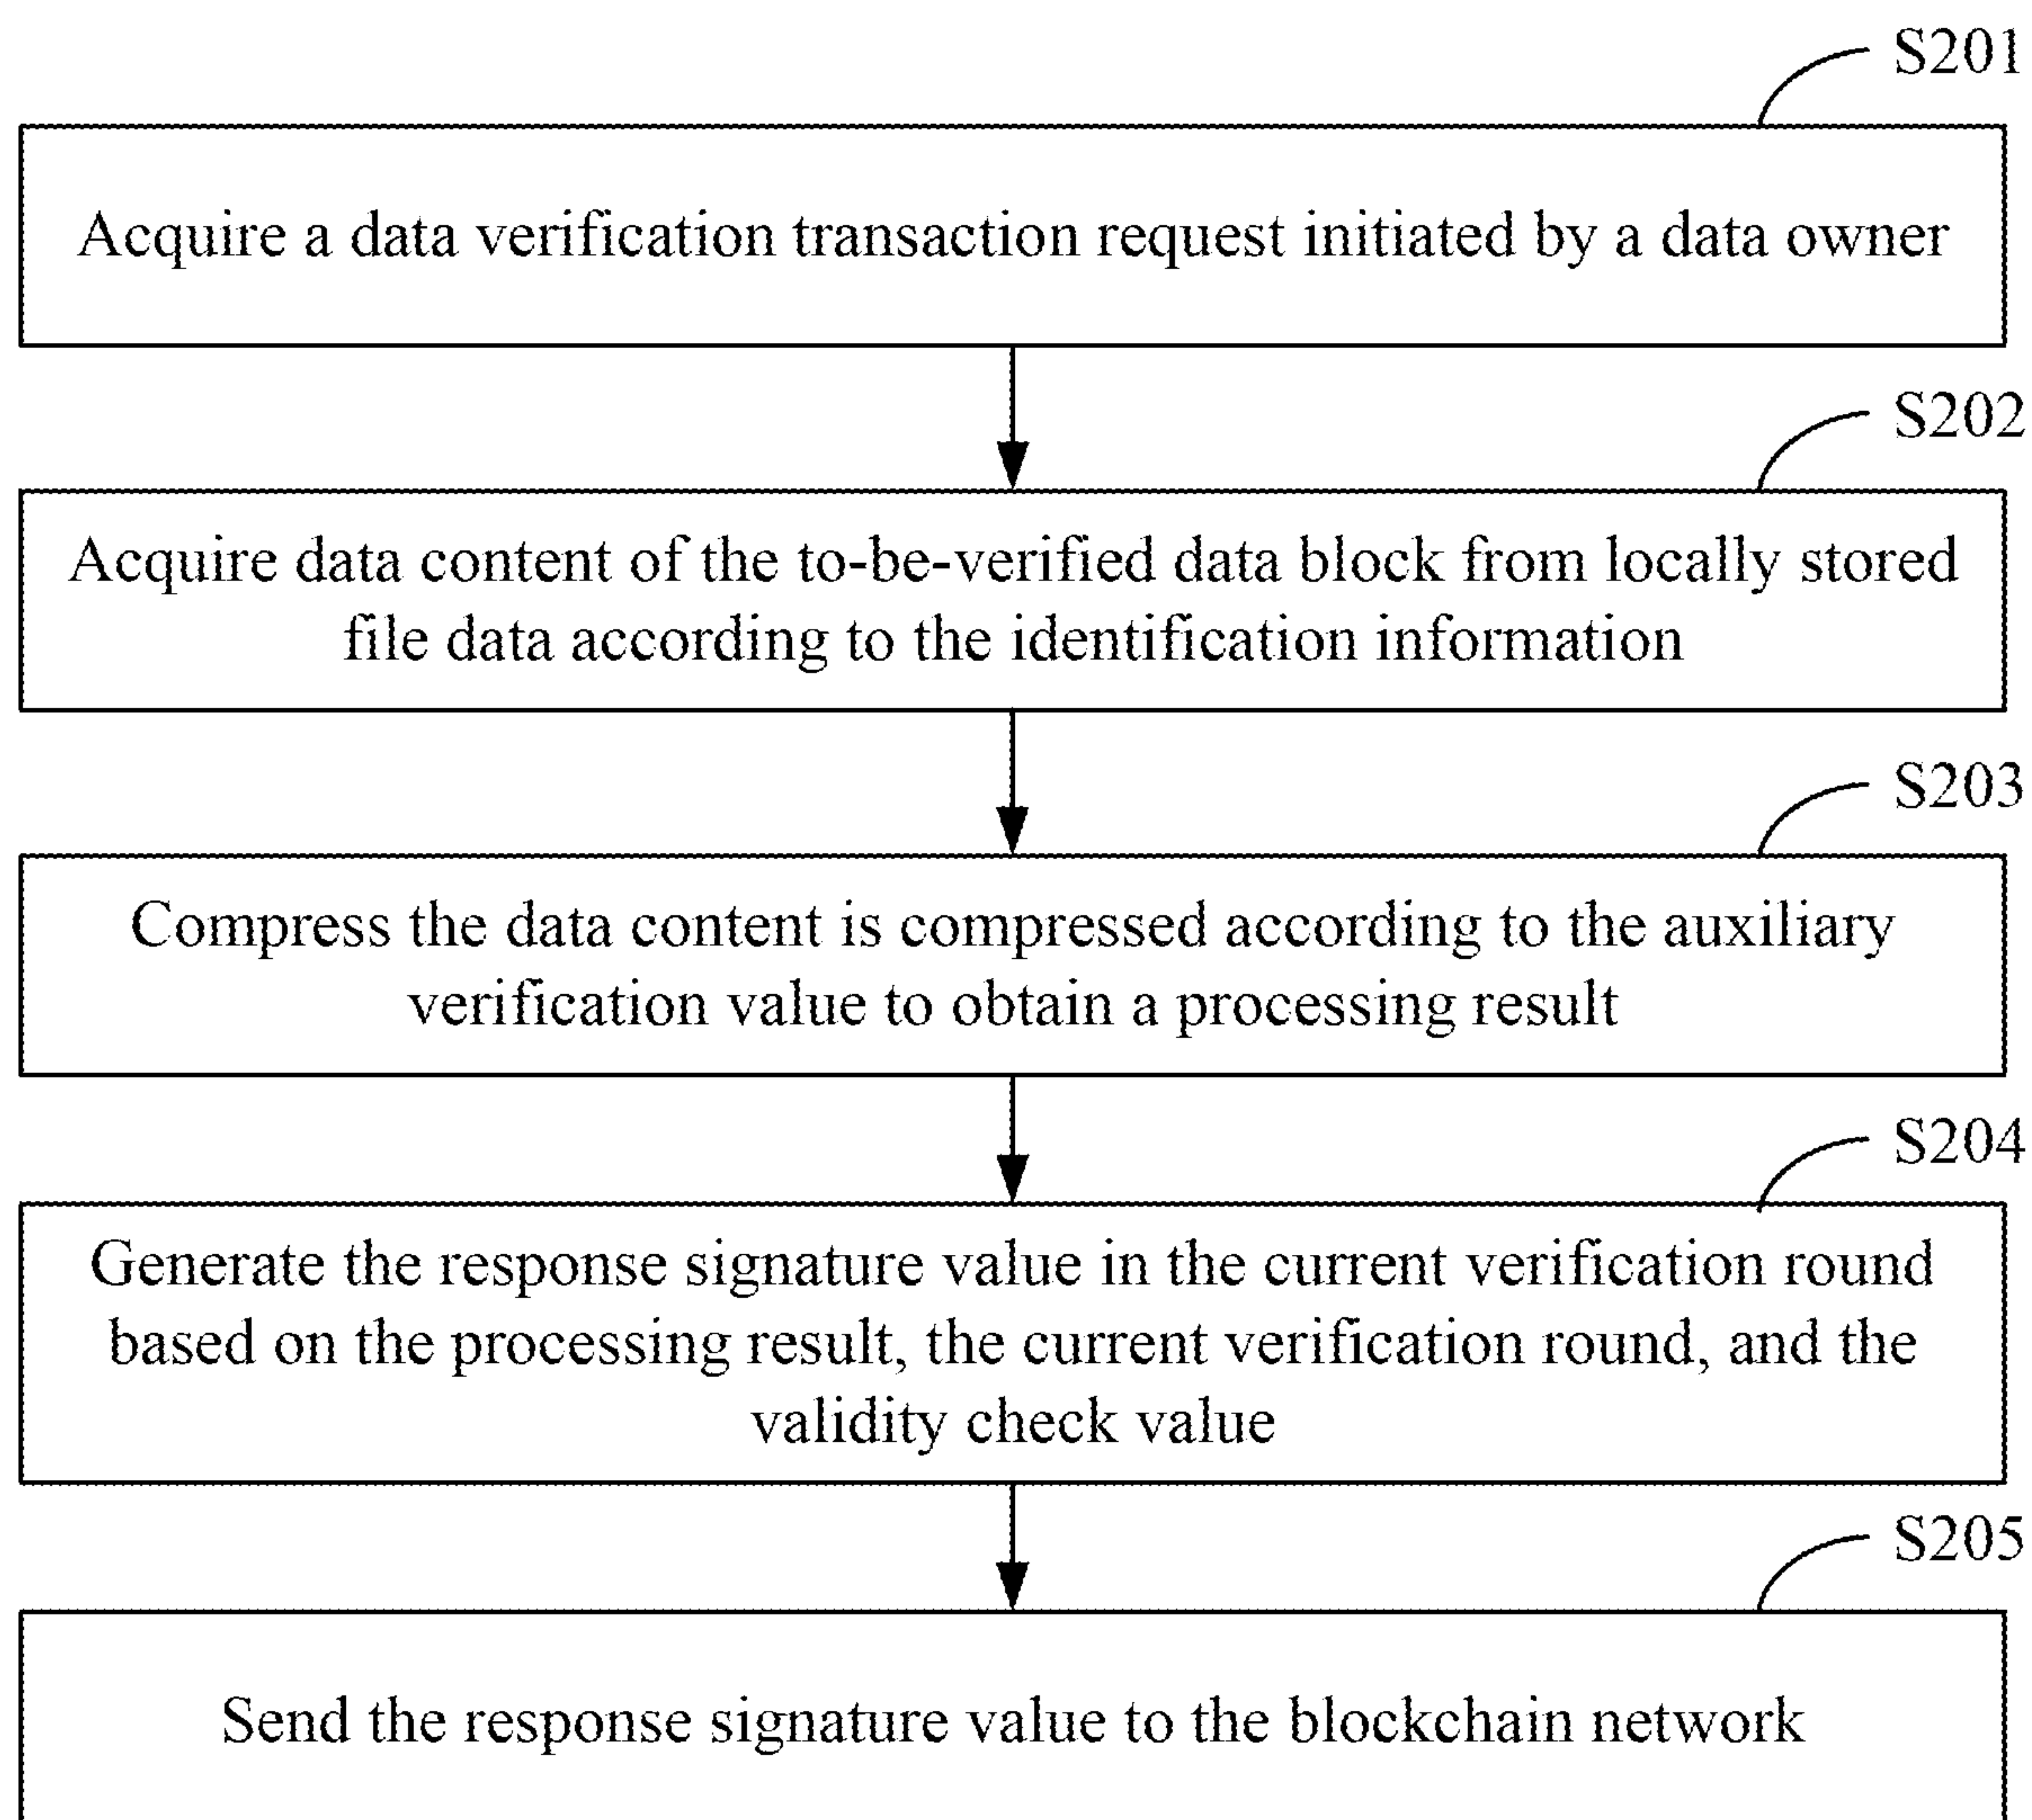 S201
Acquire a data verification transaction request initiated by a data owner
S202
Acquire data content of the to-be-verified data block from locally stored
file data according to the identification information
S203
Compress the data content is compressed according to the auxiliary
verification value to obtain a processing result
S204
Generate the response signature value in the current verification round
based on the processing result, the current verification round, and the
validity check value
S205
Send the response signature value to the blockchain network